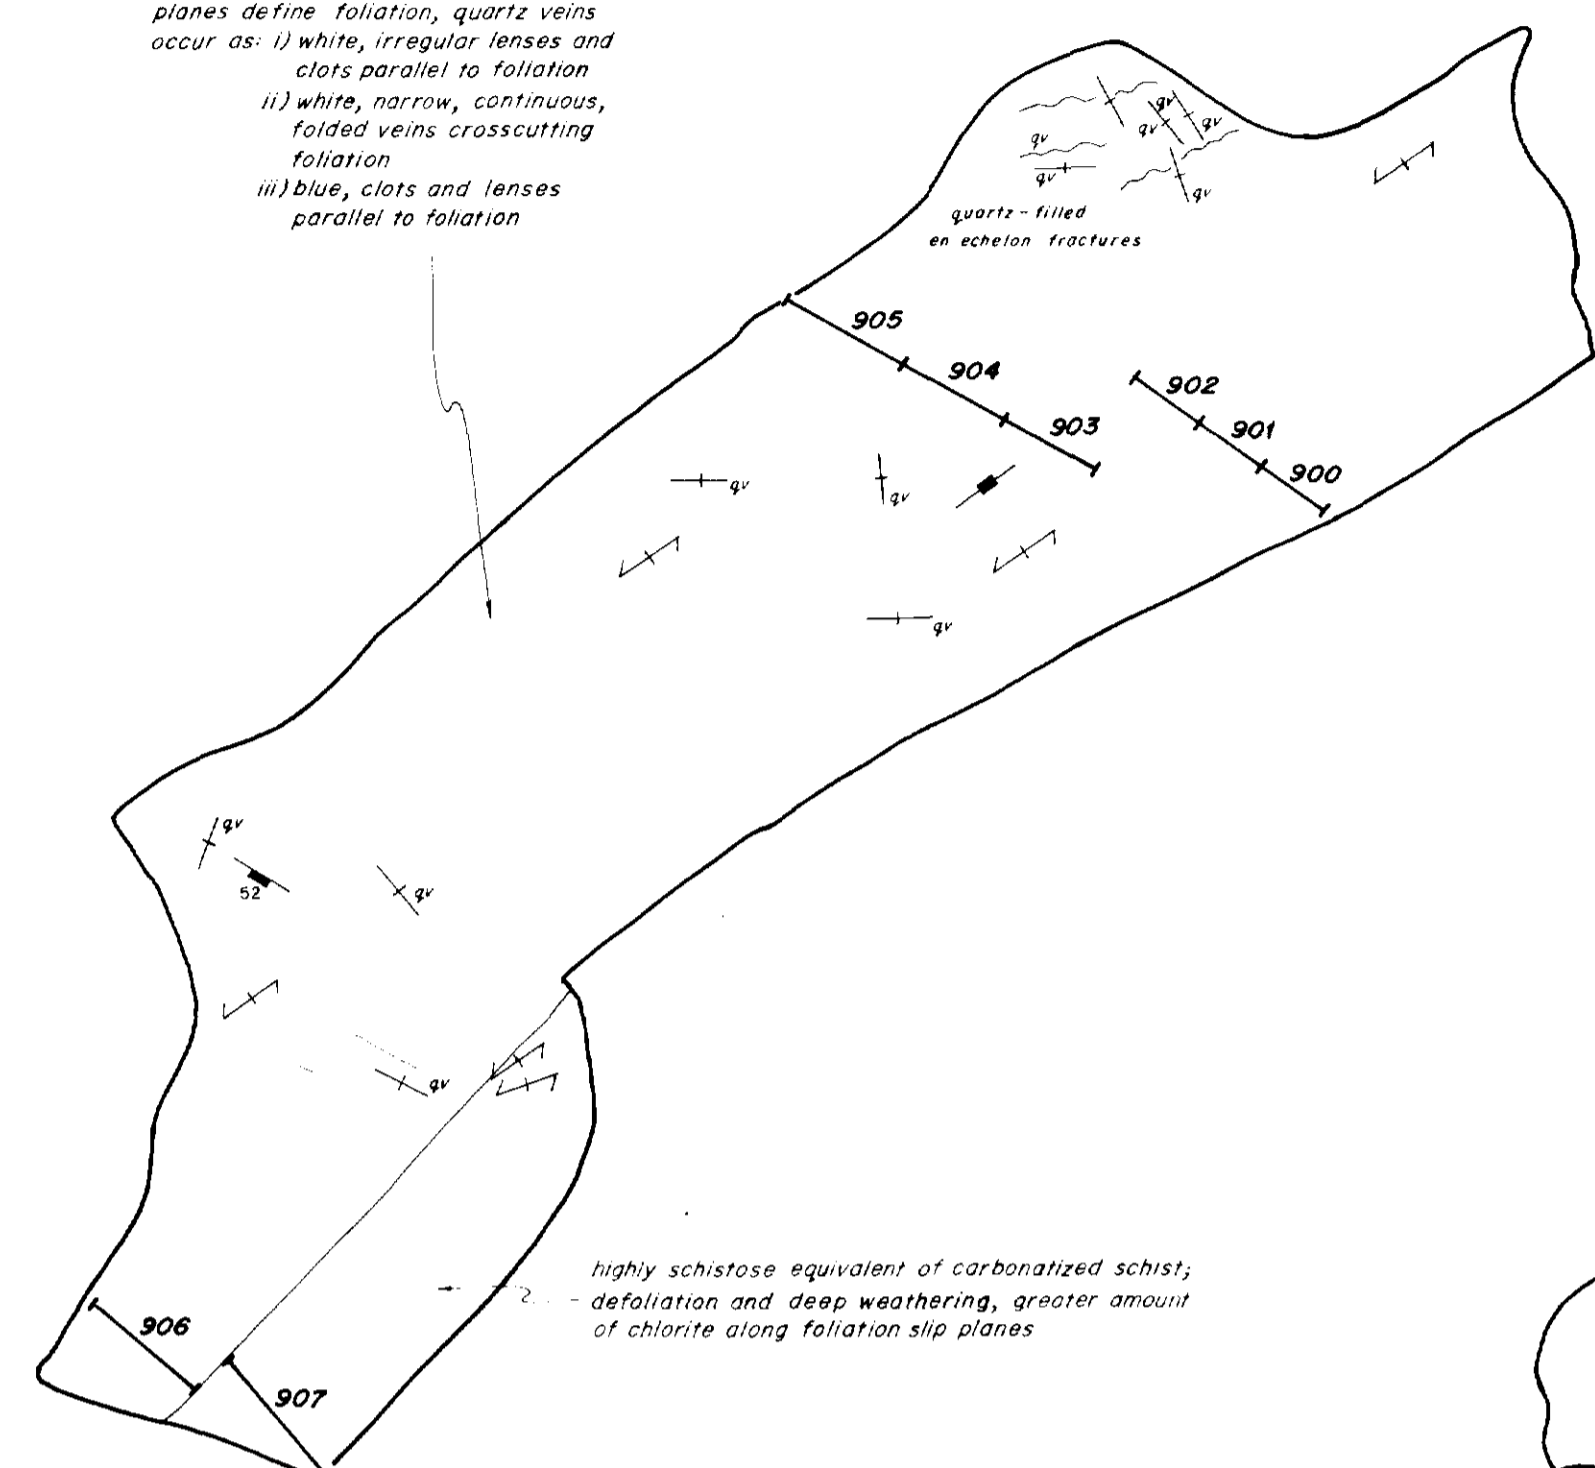 planes define foliation, quartz veins
occur as: i) white, irregular lenses and
clots parallel to foliation
ii) white, narrow, continuous,
folded veins crosscutting
foliation
iii) blue, clots and lenses
parallel to foliation
qv
qv
qv
qv
qv
qv
quartz - filled
en echelon fractures
905
904
903
902
901
900
qv
qv
qv
qv
52
qv
qv
highly schistose equivalent of carbonatized schist;
defoliation and deep weathering, greater amount
of chlorite along foliation slip planes
906
907